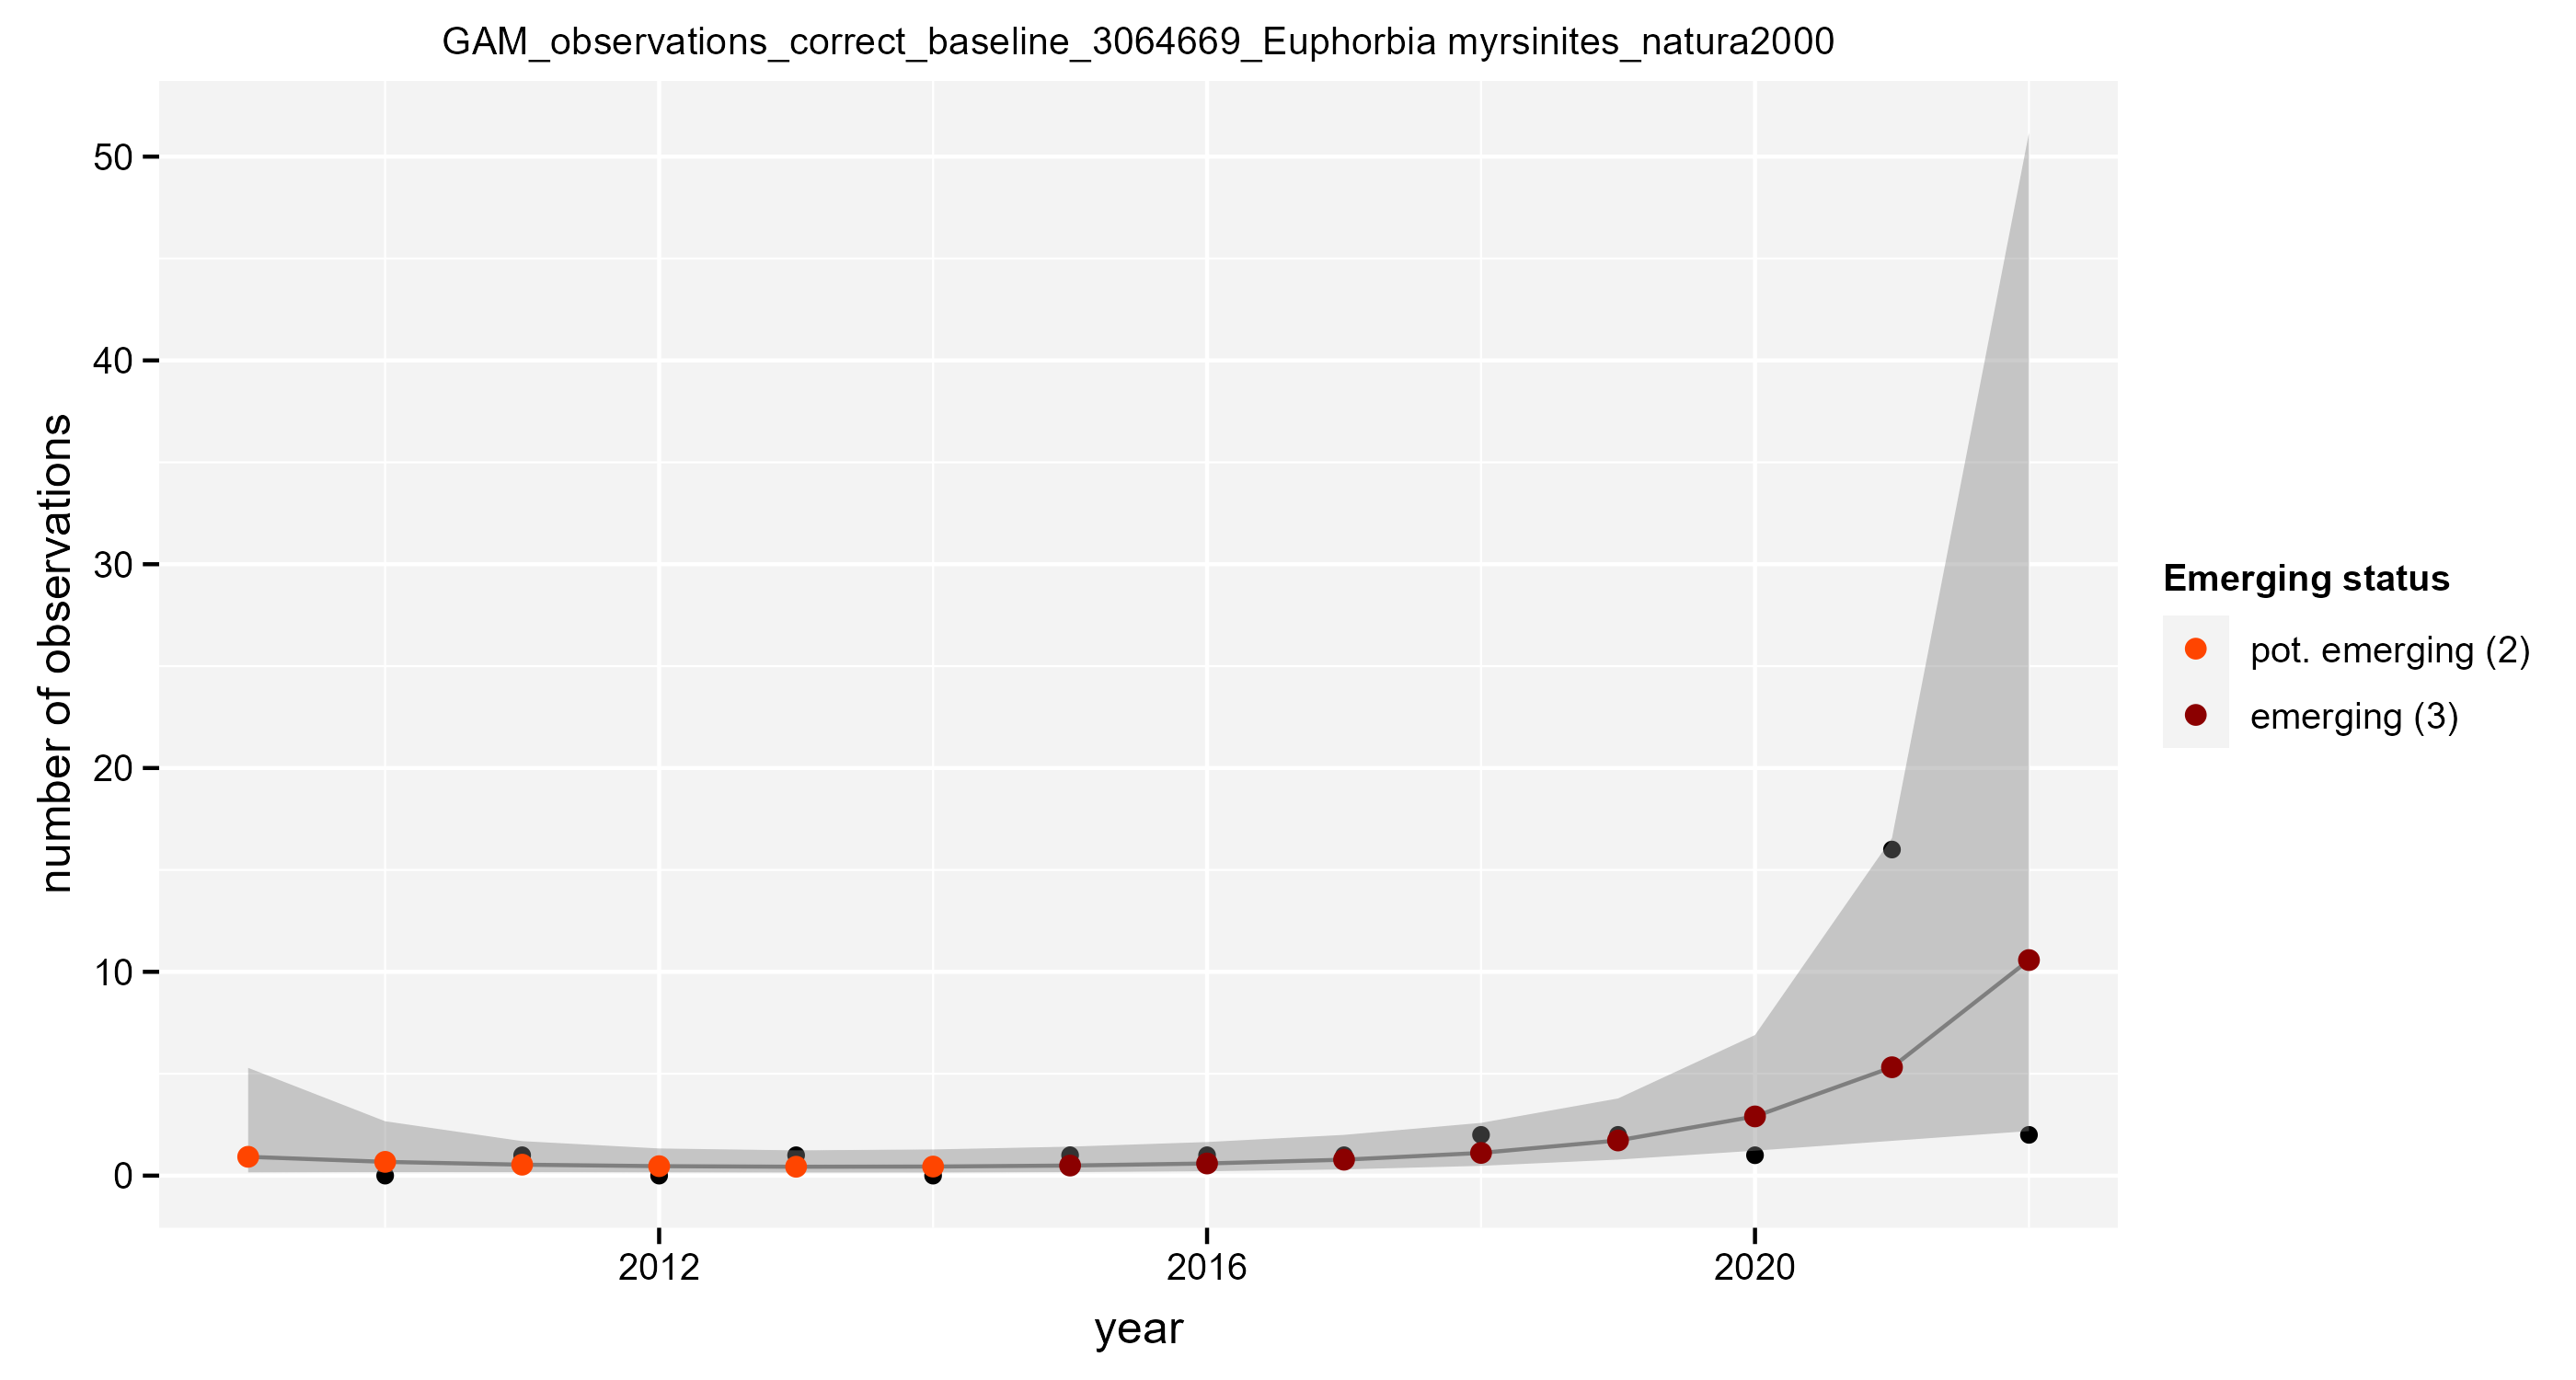 GAM_observations_correct_baseline_3064669_Euphorbia myrsinites_natura2000
50
40
30
20
10
0
number of observations
2012
2016
2020
year
Emerging status
pot. emerging (2)
emerging (3)